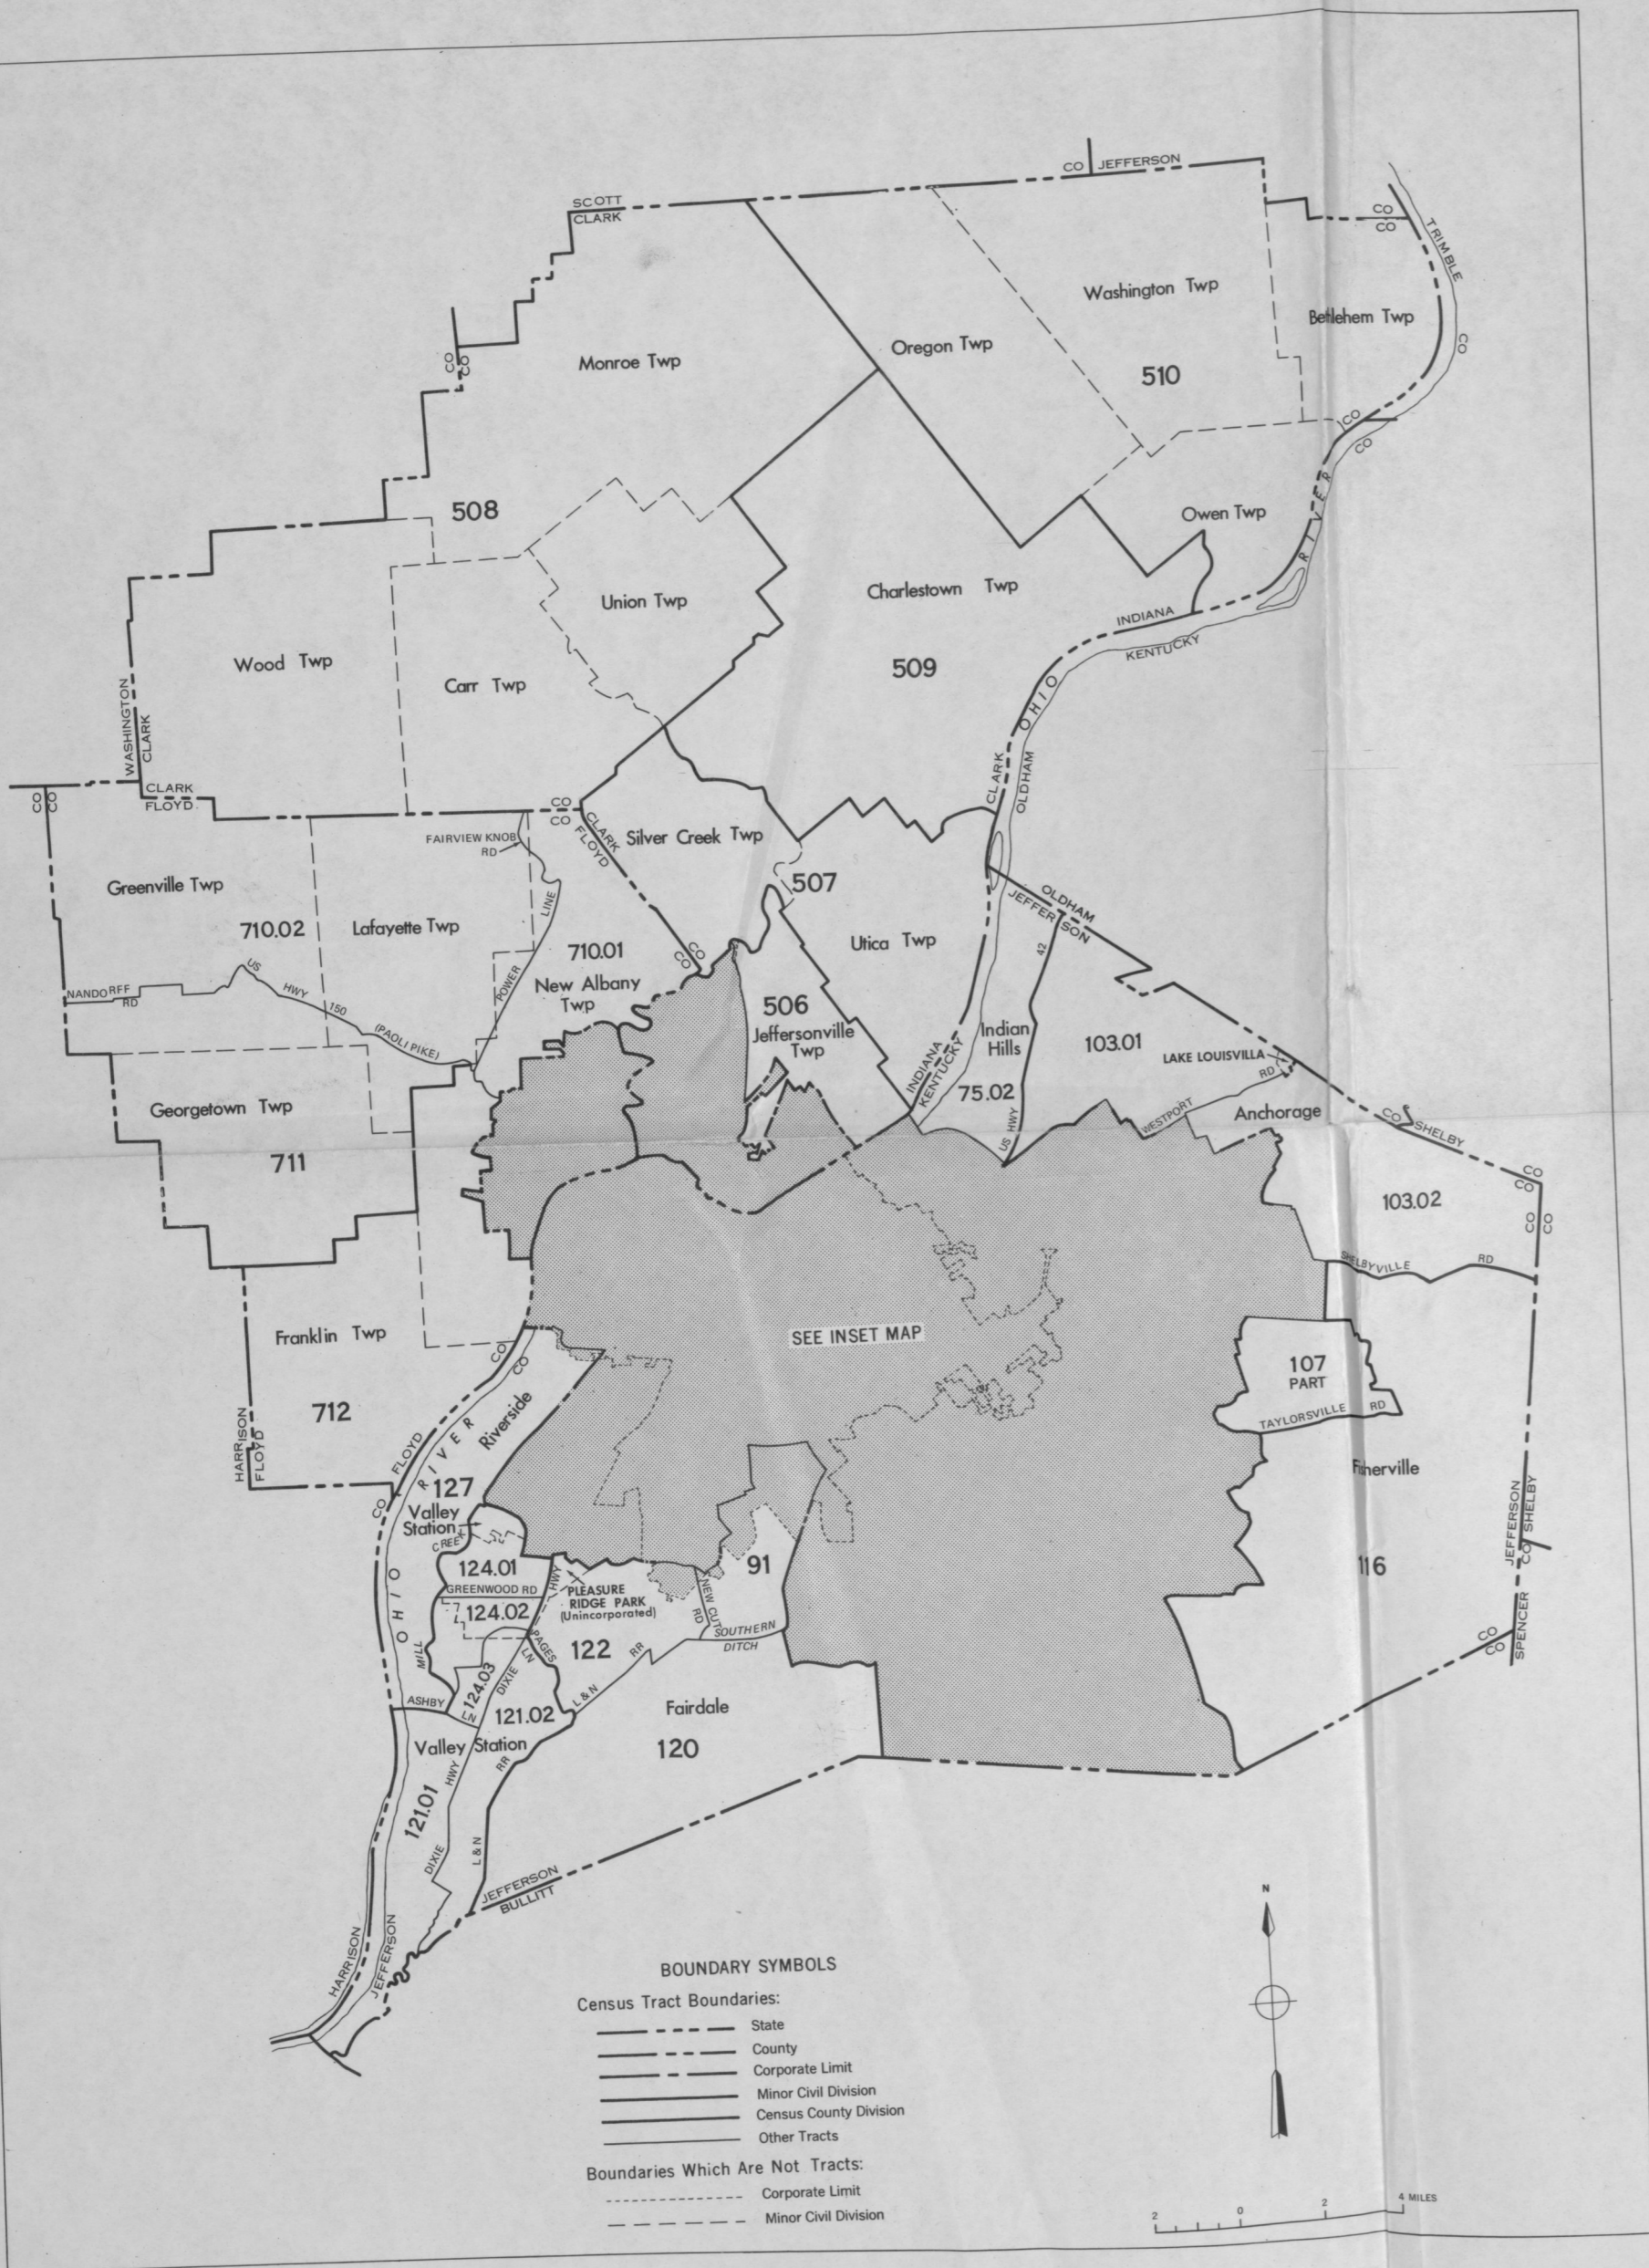 CO JEFFERSON
SCOTT
CLARK
CO
CO
TRIMBLE
CO
Washington Twp
Bethlehem Twp
Oregon Twp
Monroe Twp
510
CO
CO
CO
CO
508
Owen Twp
RIVER
Charlestown Twp
Union Twp
INDIANA
KENTUCKY
Wood Twp
Carr Twp
509
WASHINGTON
CLARK
OHIO
CLARK
OLDHAM
CLARK
FLOYD
CO
CO
CO
CO
CLARK
FLOYD
FAIRVIEW KNOB
RD
Silver Creek Twp
Greenville Twp
507
OLDHAM
JEFFERSON
LINE
710.02
Lafayette Twp
710.01
Utica Twp
42
CO
CO
US
HWY
150
(PAOLI PIKE)
NANDORFF
RD
POWER
New Albany
Twp
506
Jeffersonville
Twp
Indian
Hills
103.01
LAKE LOUISVILLA
INDIANA
KENTUCKY
75.02
RD
WESTPORT
Anchorage
US HWY
Georgetown Twp
711
CO SHELBY
CO
CO
103.02
CO
CO
SHELBYVILLE RD
Franklin Twp
SEE INSET MAP
CO
CO
107
PART
TAYLORSVILLE RD
712
Riverside
HARRISON
FLOYD
FLOYD
CO
RIVER
127
Fisherville
Valley
Station
CREEK
JEFFERSON
CO SHELBY
116
124.01
HWY
91
GREENWOOD RD
PLEASURE
RIDGE PARK
(Unincorporated)
NEW CUT
RD
124.02
OHIO
SOUTHERN
DITCH
PAGES
LN
122
RR
MILL
124.03
DIXIE
L & N
CO
CO
SPENCER
ASHBY
LN
121.02
Fairdale
Valley Station
120
RR
HWY
121.01
DIXIE
L & N
JEFFERSON
BULLITT
HARRISON
JEFFERSON
N
BOUNDARY SYMBOLS
Census Tract Boundaries:
State
County
Corporate Limit
Minor Civil Division
Census County Division
Other Tracts
Boundaries Which Are Not Tracts:
Corporate Limit
Minor Civil Division
2 0 2 4 MILES